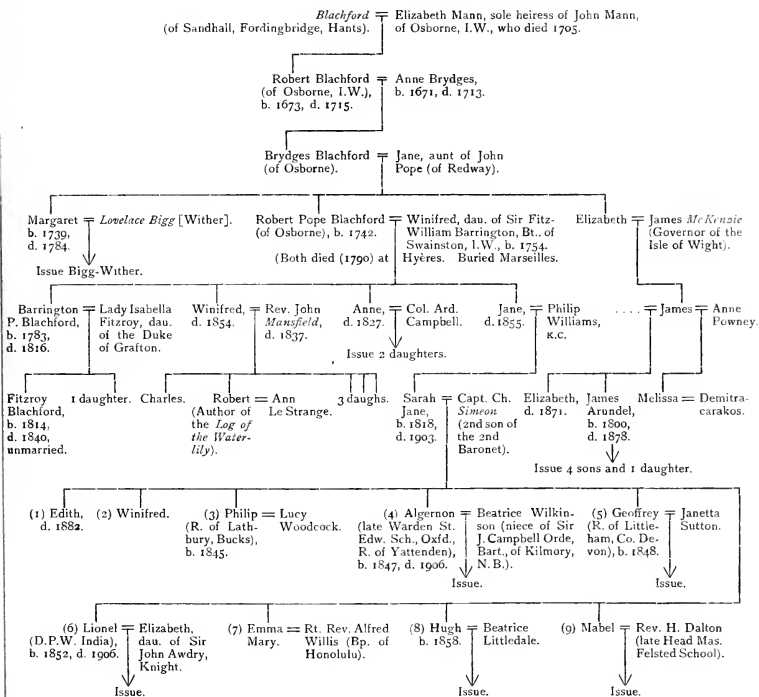 Blachford = Elizabeth Mann, sole heiress of John Mann,
(of Sandhall, Fordingbridge, Hants). of Osborne, I.W., who died 1705.
Robert Blachford = Anne Brydges,
(of Osborne, I.W.), b. 1671, d. 1713.
b. 1673, d. 1715.
Brydges Blachford = Jane, aunt of John
(of Osborne). Pope (of Redway).
Margaret = Lovelace Bigg [Wither].
b. 1739,
d. 1784.
Issue Bigg-Wither.
Robert Pope Blachford = Winifred, dau. of Sir Fitz-
(of Osborne), b. 1742. William Barrington, Bt., of
Swainston, I.W., b. 1754.
(Both died (1790) at Hyères. Buried Marseilles.
Elizabeth = James McKenzie
(Governor of the
Isle of Wight).
Barrington = Lady Isabella
P. Blachford, Fitzroy, dau.
b. 1783, of the Duke
d. 1816. of Grafton.
Winifred, = Rev. John
d. 1854. Mansfield,
d. 1837.
Anne, = Col. Ard.
d. 1827. Campbell.
Issue 2 daughters.
Jane, = Philip
d. 1855. Williams,
K.C.
.... = James = Anne
Powney.
Fitzroy
Blachford,
b. 1814,
d. 1840,
unmarried.
1 daughter.
Charles.
Robert = Ann
(Author of Le Strange.
the Log of
the Water-
lily).
3 daughs.
Sarah = Capt. Ch.
Jane, Simeon
b. 1818, (2nd son of
d. 1903. the 2nd
Baronet).
Elizabeth,
d. 1871.
James
Arundel,
b. 1800,
d. 1878.
Issue 4 sons and 1 daughter.
Melissa = Demitra-
carakos.
(1) Edith,
d. 1882.
(2) Winifred.
(3) Philip = Lucy
(R. of Lath- Woodcock.
bury, Bucks),
b. 1845.
(4) Algernon = Beatrice Wilkin-
(late Warden St. son (niece of Sir
Edw. Sch., Oxfd., J. Campbell Orde,
R. of Yattenden), Bart., of Kilmory,
b. 1847, d. 1906. N.B.).
Issue.
(5) Geoffrey = Janetta
(R. of Little- Sutton.
ham, Co. De-
von), b. 1848.
Issue.
(6) Lionel = Elizabeth,
(D.P.W. India), dau. of Sir
b. 1852, d. 1906. John Awdry,
Knight.
Issue.
(7) Emma = Rt. Rev. Alfred
Mary. Willis (Bp. of
Honolulu).
(8) Hugh = Beatrice
b. 1858. Littledale.
Issue.
(9) Mabel = Rev. H. Dalton
(late Head Mas.
Felsted School).
Issue.